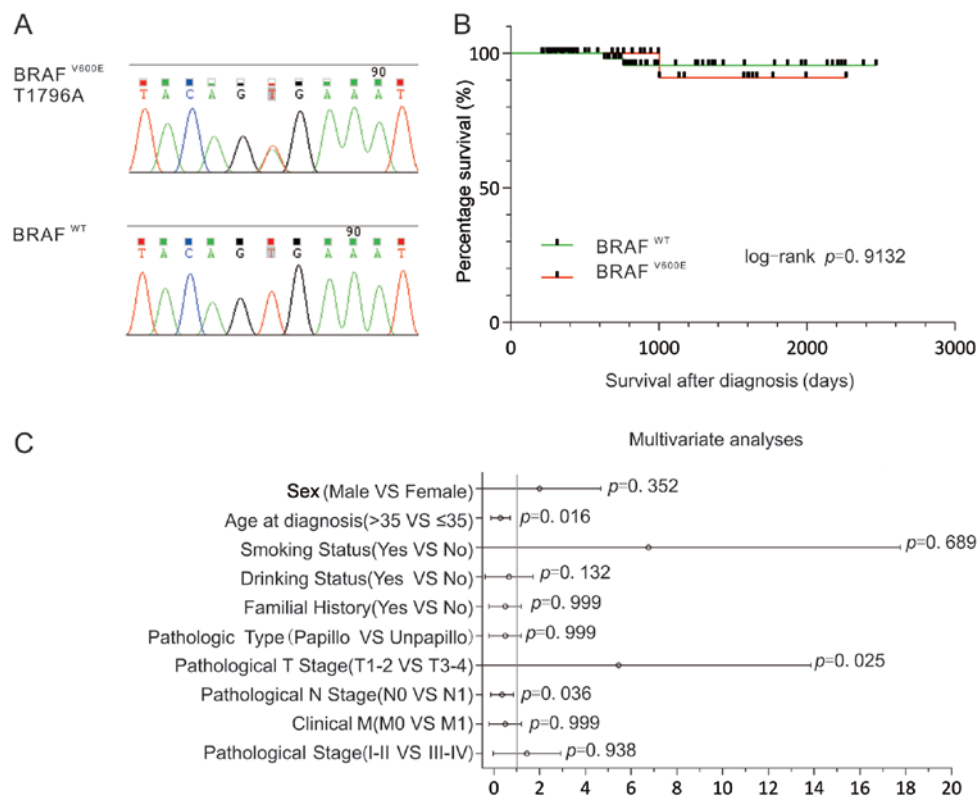 A
BRAF V600E
T1796A
90
T A C A G T G A A A T
BRAF WT
90
T A C A G T G A A A T
B
Percentage survival (%)
100
50
0
BRAF WT
BRAF V600E
log-rank p=0.9132
0 1000 2000 3000
Survival after diagnosis (days)
C
Multivariate analyses
Sex(Male VS Female)
p=0.352
Age at diagnosis(>35 VS ≤35)
p=0.016
Smoking Status(Yes VS No)
p=0.689
Drinking Status(Yes VS No)
p=0.132
Familial History(Yes VS No)
p=0.999
Pathologic Type(Papillo VS Unpapillo)
p=0.999
Pathological T Stage(T1-2 VS T3-4)
p=0.025
Pathological N Stage(N0 VS N1)
p=0.036
Clinical M(M0 VS M1)
p=0.999
Pathological Stage(I-II VS III-IV)
p=0.938
0 2 4 6 8 10 12 14 16 18 20